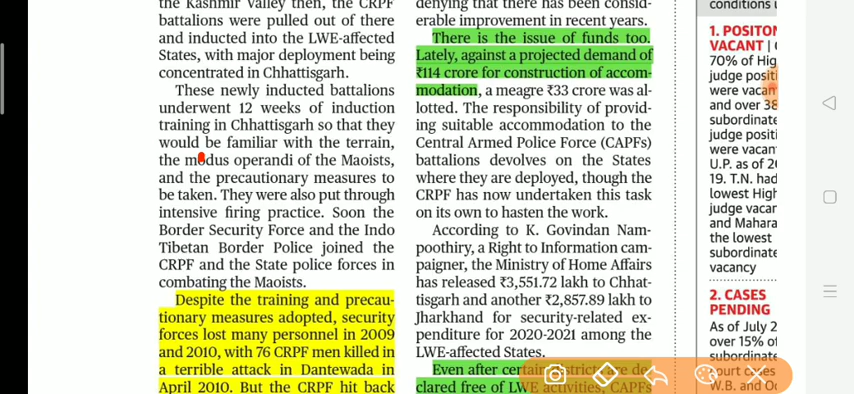 the Kashmir Valley then, the CRPF
battalions were pulled out of there
and inducted into the LWE-affected
States, with major deployment being
concentrated in Chhattisgarh.
These newly inducted battalions
underwent 12 weeks of induction
training in Chhattisgarh so that they
would be familiar with the terrain,
the modus operandi of the Maoists,
and the precautionary measures to
be taken. They were also put through
intensive firing practice. Soon the
Border Security Force and the Indo
Tibetan Border Police joined the
CRPF and the State police forces in
combating the Maoists.
Despite the training and precau-
tionary measures adopted, security
forces lost many personnel in 2009
and 2010, with 76 CRPF men killed in
a terrible attack in Dantewada in
April 2010. But the CRPF hit back
denying that there has been consid-
erable improvement in recent years.
There is the issue of funds too.
Lately, against a projected demand of
₹114 crore for construction of accom-
modation, a meagre ₹33 crore was al-
lotted. The responsibility of provid-
ing suitable accommodation to the
Central Armed Police Force (CAPFs)
battalions devolves on the States
where they are deployed, though the
CRPF has now undertaken this task
on its own to hasten the work.
According to K. Govindan Nam-
poothiry, a Right to Information cam-
paigner, the Ministry of Home Affairs
has released ₹3,551.72 lakh to Chhat-
tisgarh and another ₹2,857.89 lakh to
Jharkhand for security-related ex-
penditure for 2020-2021 among the
LWE-affected States.
Even after certain districts are de-
clared free of LWE activities, CAPFs
conditions
1. POSITON
VACANT |
70% of Hig
judge positi
were vacan
and over 38
subordinate
judge positi
were vacan
U.P. as of 2
19. T.N. had
lowest High
judge vacan
and Mahara
the lowest
subordinate
vacancy
2. CASES
PENDING
As of July 2
over 15% of
subordinate
court cases
W.B. and